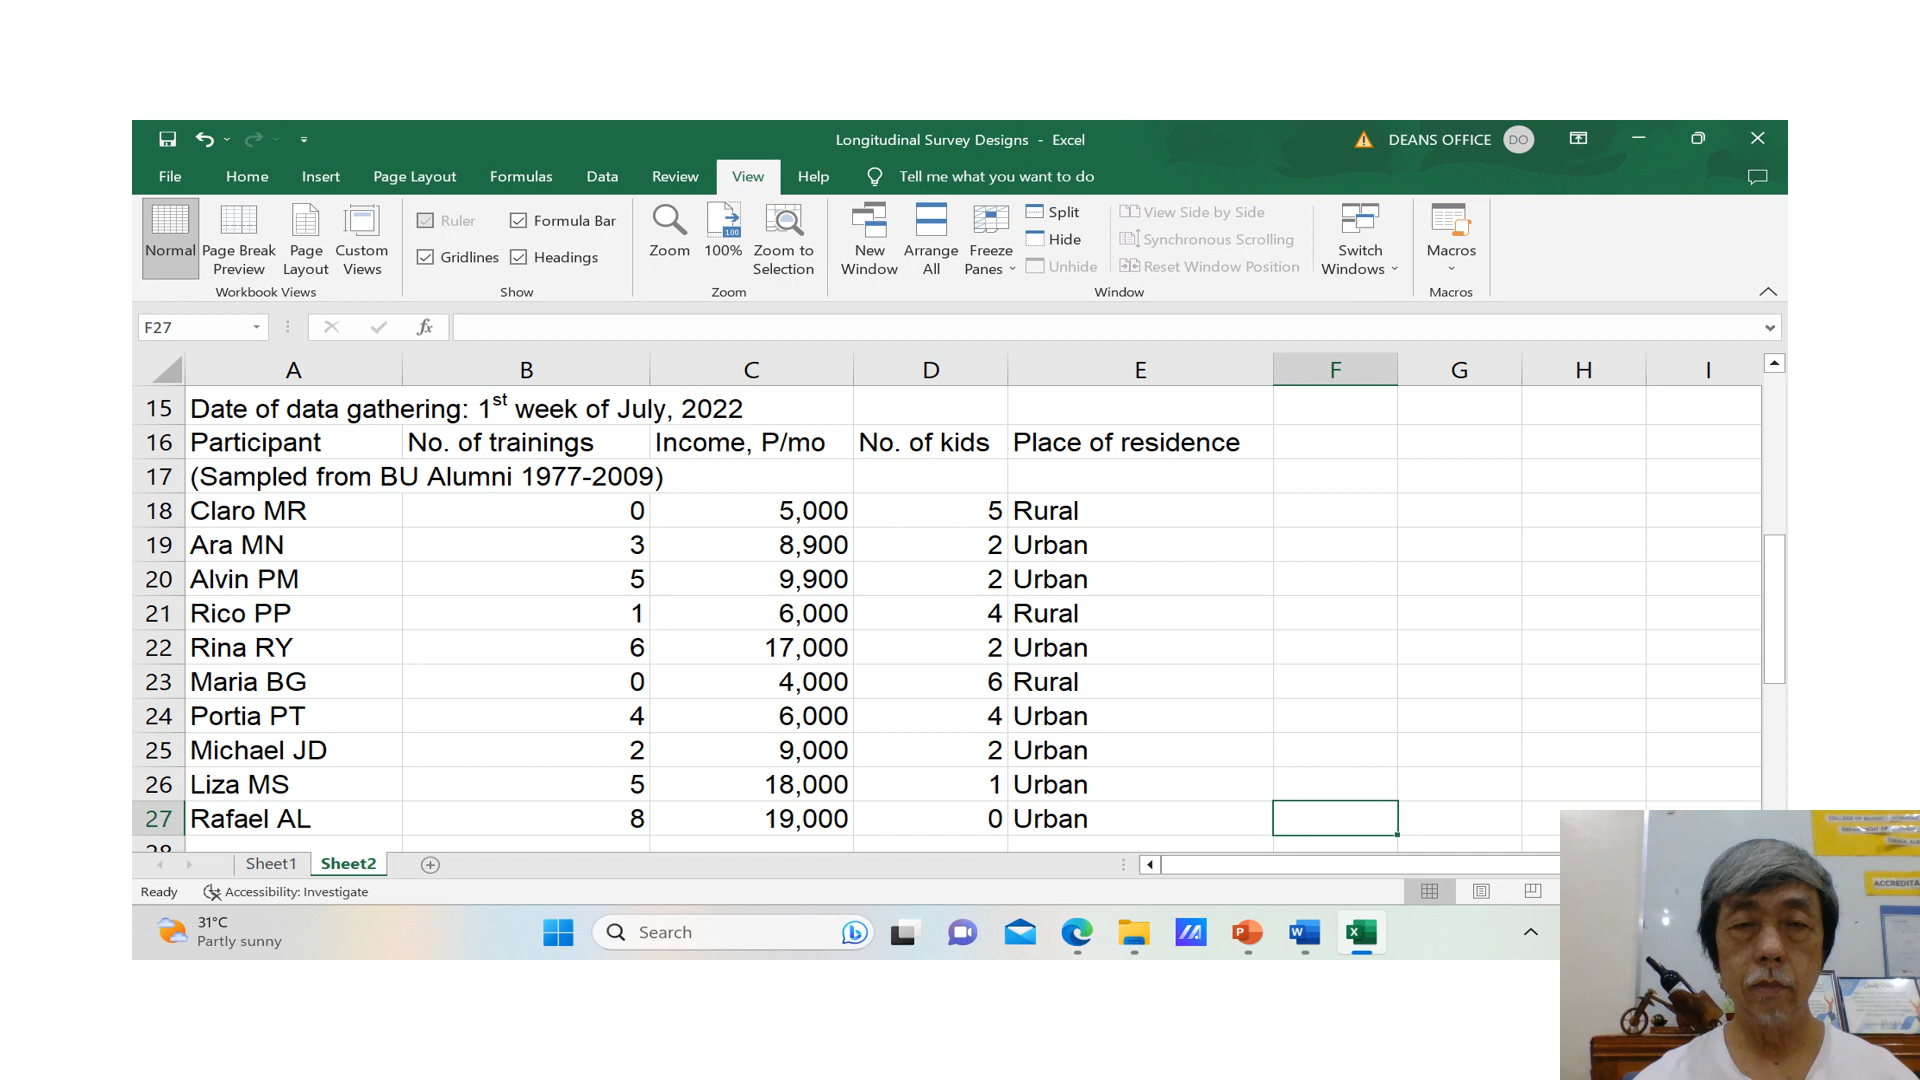 Longitudinal Survey Designs - Excel
DEANS OFFICE DO
File Home Insert Page Layout Formulas Data Review View Help Tell me what you want to do
Normal
Page Break Preview
Page Layout
Custom Views
Workbook Views
Ruler
Formula Bar
Gridlines
Headings
Show
Zoom
100
100%
Zoom to Selection
Zoom
New Window
Arrange All
Freeze Panes
Split
Hide
Unhide
View Side by Side
Synchronous Scrolling
Reset Window Position
Window
Switch Windows
Macros
Macros
F27
fx
A B C D E F G H I
15 Date of data gathering: 1st week of July, 2022
16 Participant No. of trainings Income, P/mo No. of kids Place of residence
17 (Sampled from BU Alumni 1977-2009)
18 Claro MR 0 5,000 5 Rural
19 Ara MN 3 8,900 2 Urban
20 Alvin PM 5 9,900 2 Urban
21 Rico PP 1 6,000 4 Rural
22 Rina RY 6 17,000 2 Urban
23 Maria BG 0 4,000 6 Rural
24 Portia PT 4 6,000 4 Urban
25 Michael JD 2 9,000 2 Urban
26 Liza MS 5 18,000 1 Urban
27 Rafael AL 8 19,000 0 Urban
28
Sheet1 Sheet2
Ready Accessibility: Investigate
31°C
Partly sunny
Search
COLLEGE OF BUSINESS
ACCREDITA